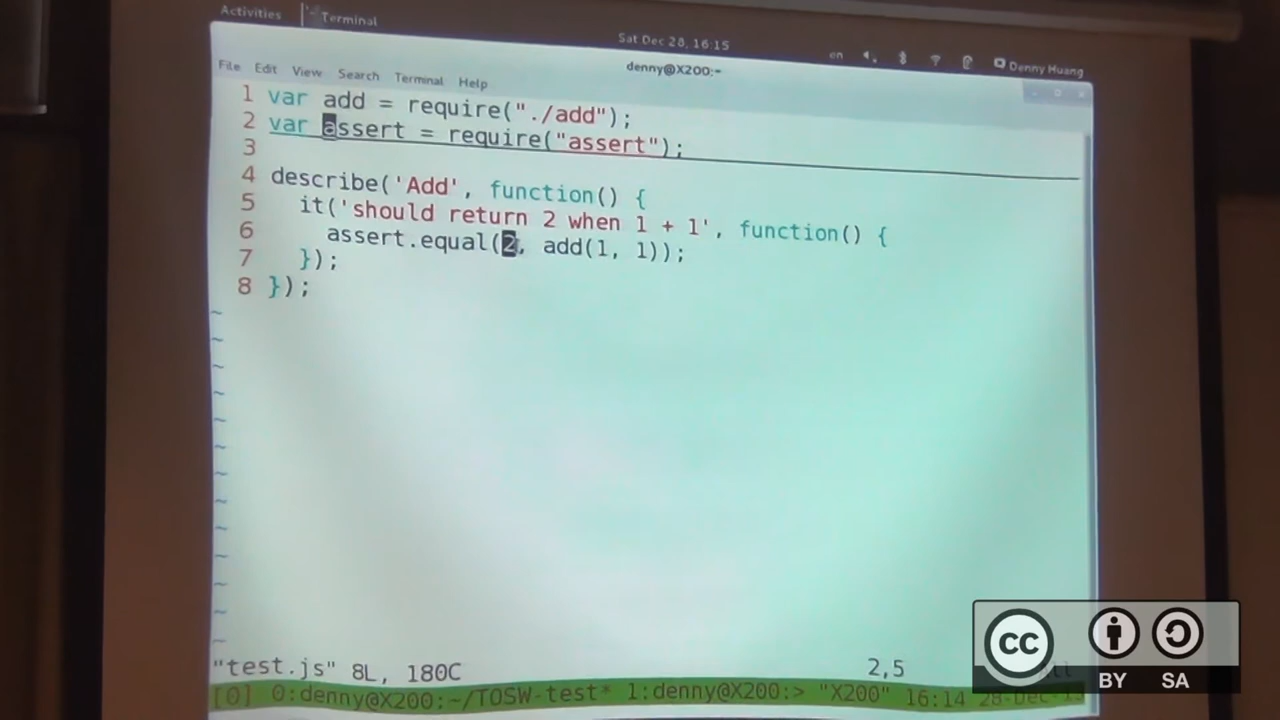 Activities Terminal
Sat Dec 28, 16:15
en Denny Huang
denny@X200:~
File Edit View Search Terminal Help
1 var add = require("./add");
2 var assert = require("assert");
3
4 describe('Add', function() {
5 it('should return 2 when 1 + 1', function() {
6 assert.equal(2, add(1, 1));
7 });
8 });
~
~
~
~
~
~
~
~
~
~
~
~
~
"test.js" 8L, 180C 2,5
[0] 0:denny@X200:~/TOSW-test* 1:denny@X200:> "X200" 16:14 28-Dec-13
CC BY SA